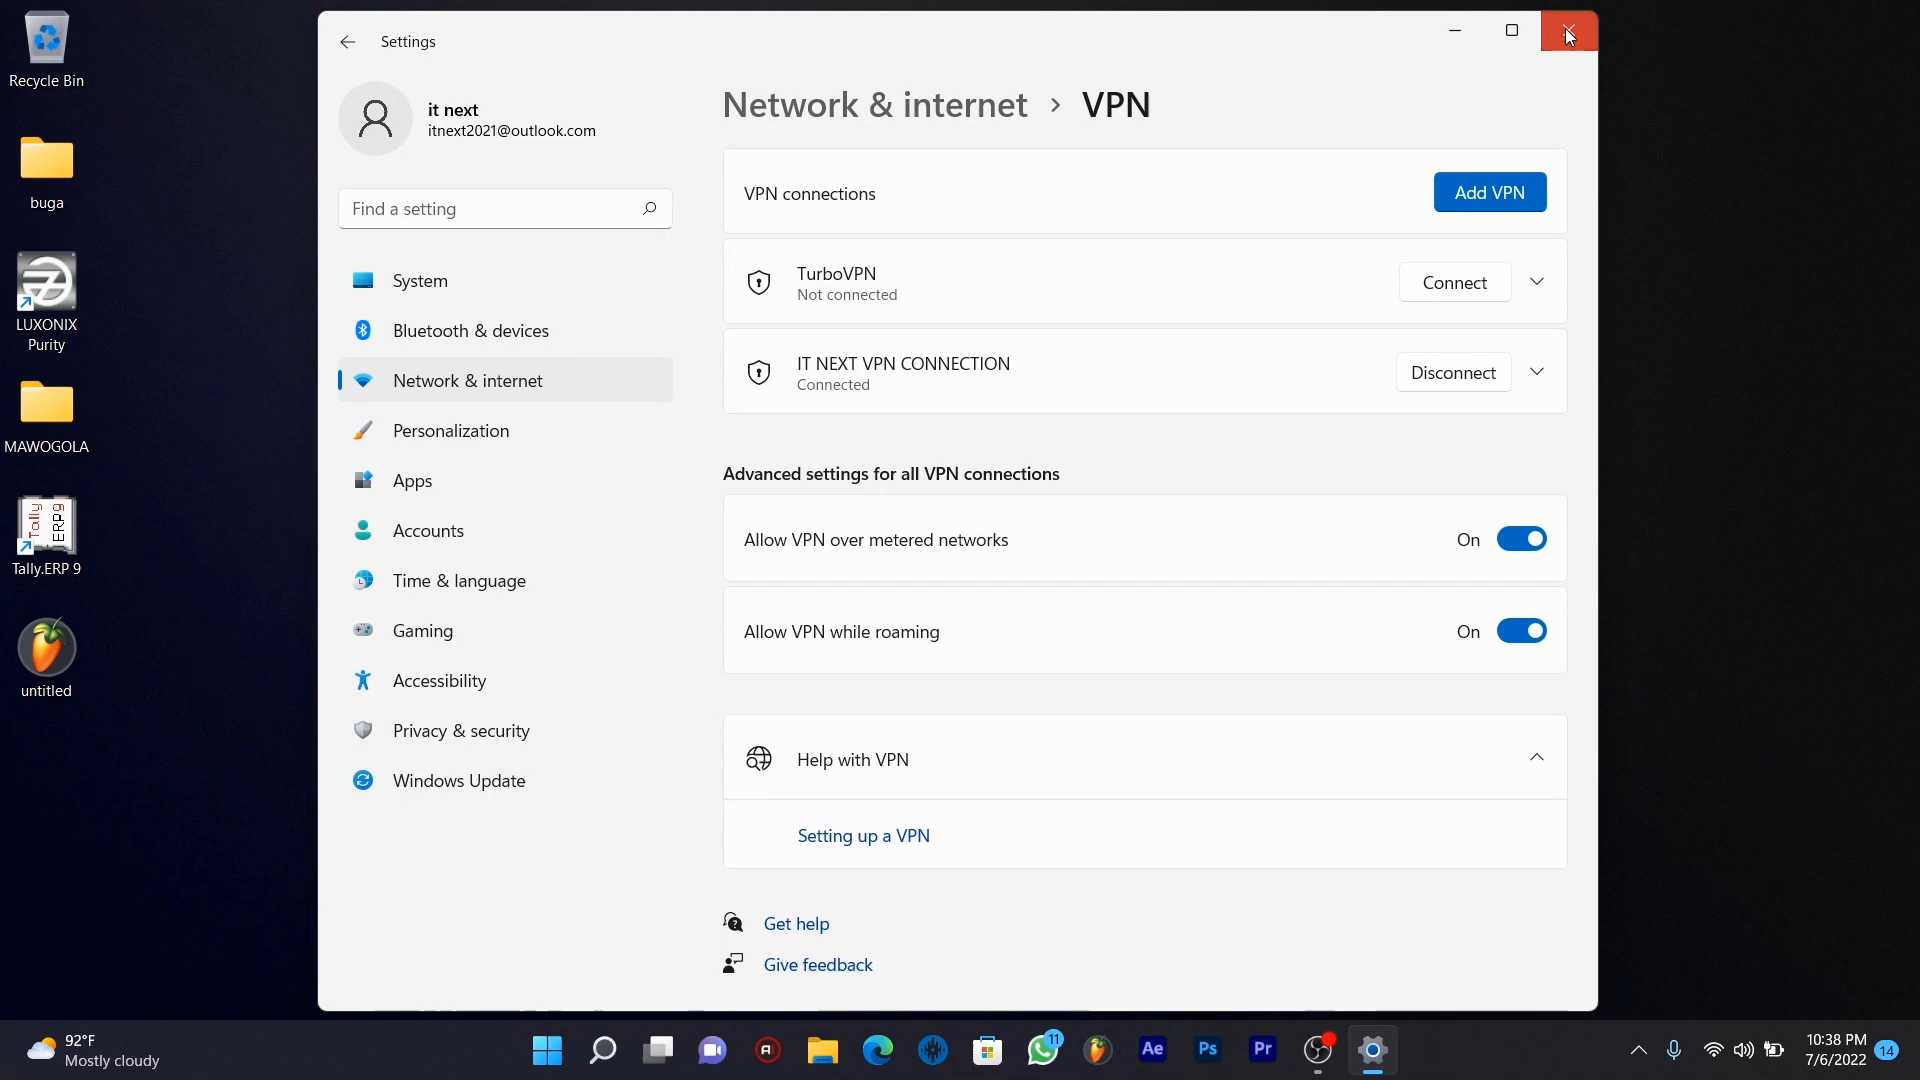 Recycle Bin
buga
LUXONIX
Purity
MAWOGOLA
Tally
ERP9
Tally.ERP 9
untitled
Settings
it next
itnext2021@outlook.com
Find a setting
System
Bluetooth & devices
Network & internet
Personalization
Apps
Accounts
Time & language
Gaming
Accessibility
Privacy & security
Windows Update
Network & internet > VPN
VPN connections
Add VPN
TurboVPN
Not connected
Connect
IT NEXT VPN CONNECTION
Connected
Disconnect
Advanced settings for all VPN connections
Allow VPN over metered networks
On
Allow VPN while roaming
On
Help with VPN
Setting up a VPN
Get help
Give feedback
92°F
Mostly cloudy
11
Ae
Ps
Pr
10:38 PM
7/6/2022
14